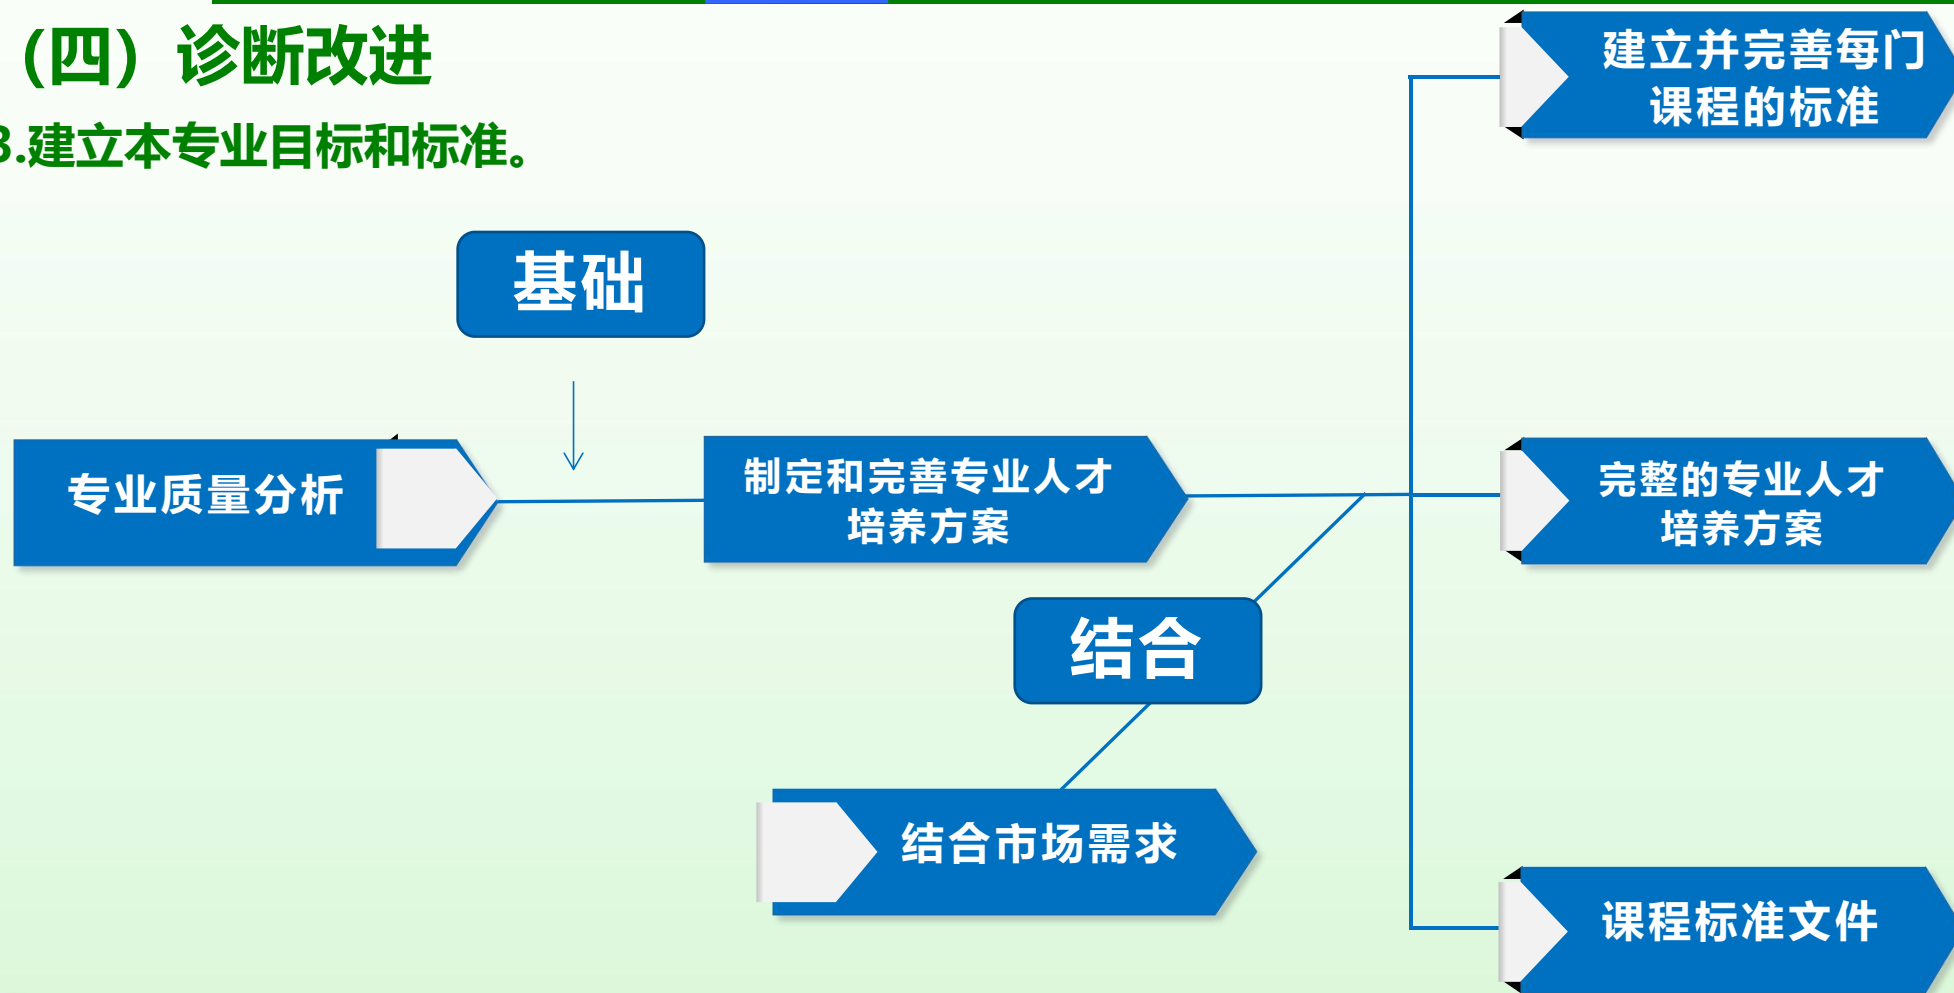 （四）诊断改进
3.建立本专业目标和标准。
建立并完善每门
课程的标准
基础
专业质量分析
制定和完善专业人才
培养方案
完整的专业人才
培养方案
结合
结合市场需求
课程标准文件